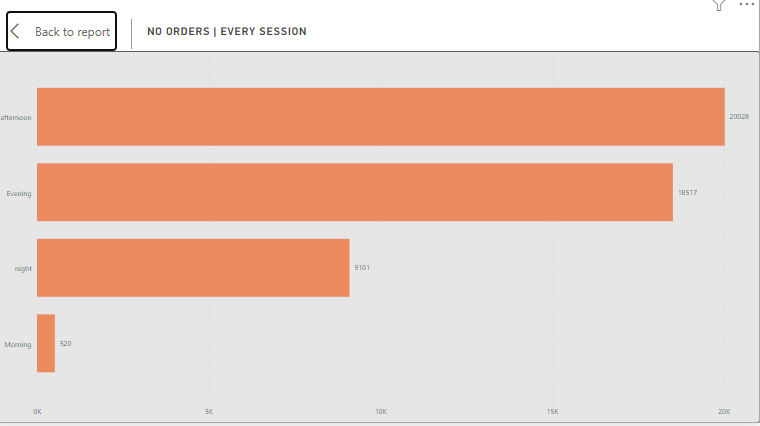 Back to report
NO ORDERS | EVERY SESSION
afternoon
20028
Evening
18517
night
9101
Morning
520
0K
5K
10K
15K
20K